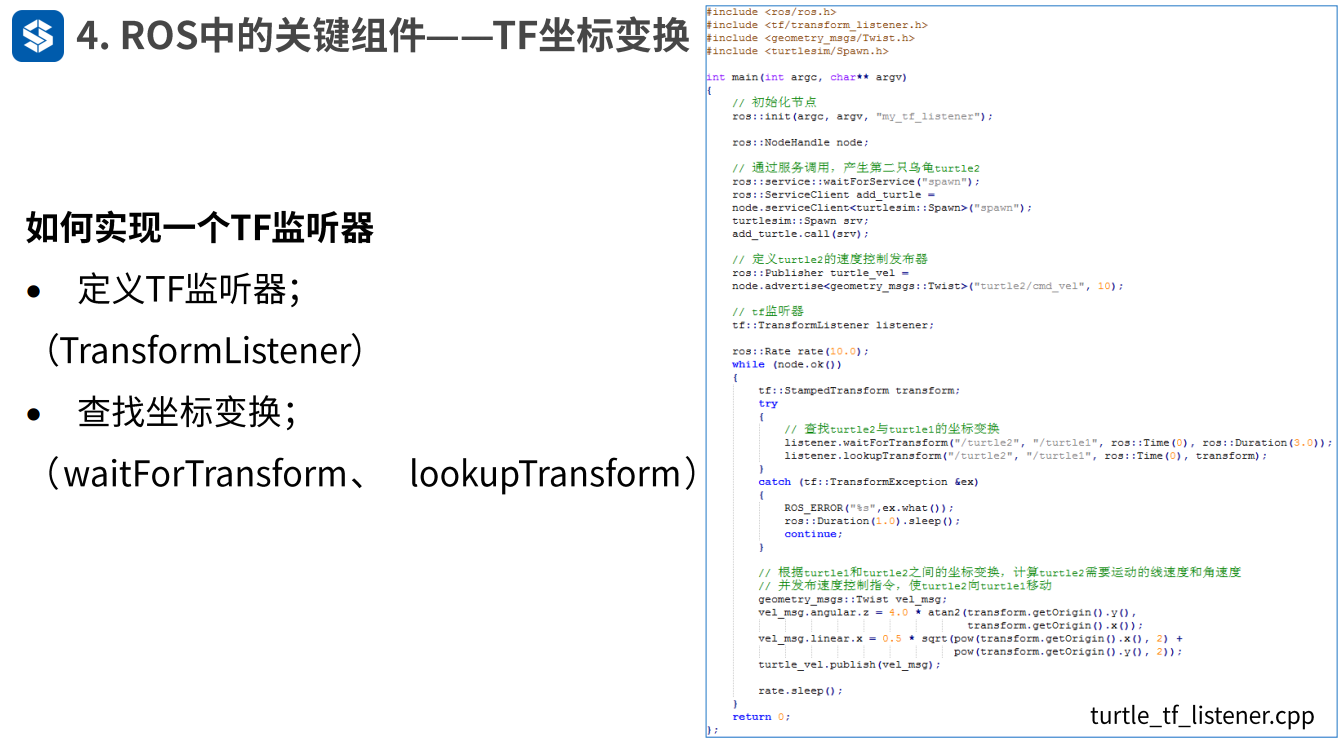 4. ROS中的关键组件——TF坐标变换
如何实现一个TF监听器
• 定义TF监听器；
（TransformListener）
• 查找坐标变换；
（waitForTransform、 lookupTransform）
#include <ros/ros.h>
#include <tf/transform_listener.h>
#include <geometry_msgs/Twist.h>
#include <turtlesim/Spawn.h>
int main(int argc, char** argv)
{
// 初始化节点
ros::init(argc, argv, "my_tf_listener");
ros::NodeHandle node;
// 通过服务调用，产生第二只乌龟turtle2
ros::service::waitForService("spawn");
ros::ServiceClient add_turtle =
node.serviceClient<turtlesim::Spawn>("spawn");
turtlesim::Spawn srv;
add_turtle.call(srv);
// 定义turtle2的速度控制发布器
ros::Publisher turtle_vel =
node.advertise<geometry_msgs::Twist>("turtle2/cmd_vel", 10);
// tf监听器
tf::TransformListener listener;
ros::Rate rate(10.0);
while (node.ok())
{
tf::StampedTransform transform;
try
{
// 查找turtle2与turtle1的坐标变换
listener.waitForTransform("/turtle2", "/turtle1", ros::Time(0), ros::Duration(3.0));
listener.lookupTransform("/turtle2", "/turtle1", ros::Time(0), transform);
}
catch (tf::TransformException &ex)
{
ROS_ERROR("%s",ex.what());
ros::Duration(1.0).sleep();
continue;
}
// 根据turtle1和turtle2之间的坐标变换，计算turtle2需要运动的线速度和角速度
// 并发布速度控制指令，使turtle2向turtle1移动
geometry_msgs::Twist vel_msg;
vel_msg.angular.z = 4.0 * atan2(transform.getOrigin().y(),
transform.getOrigin().x());
vel_msg.linear.x = 0.5 * sqrt(pow(transform.getOrigin().x(), 2) +
pow(transform.getOrigin().y(), 2));
turtle_vel.publish(vel_msg);
rate.sleep();
}
return 0;
};
turtle_tf_listener.cpp